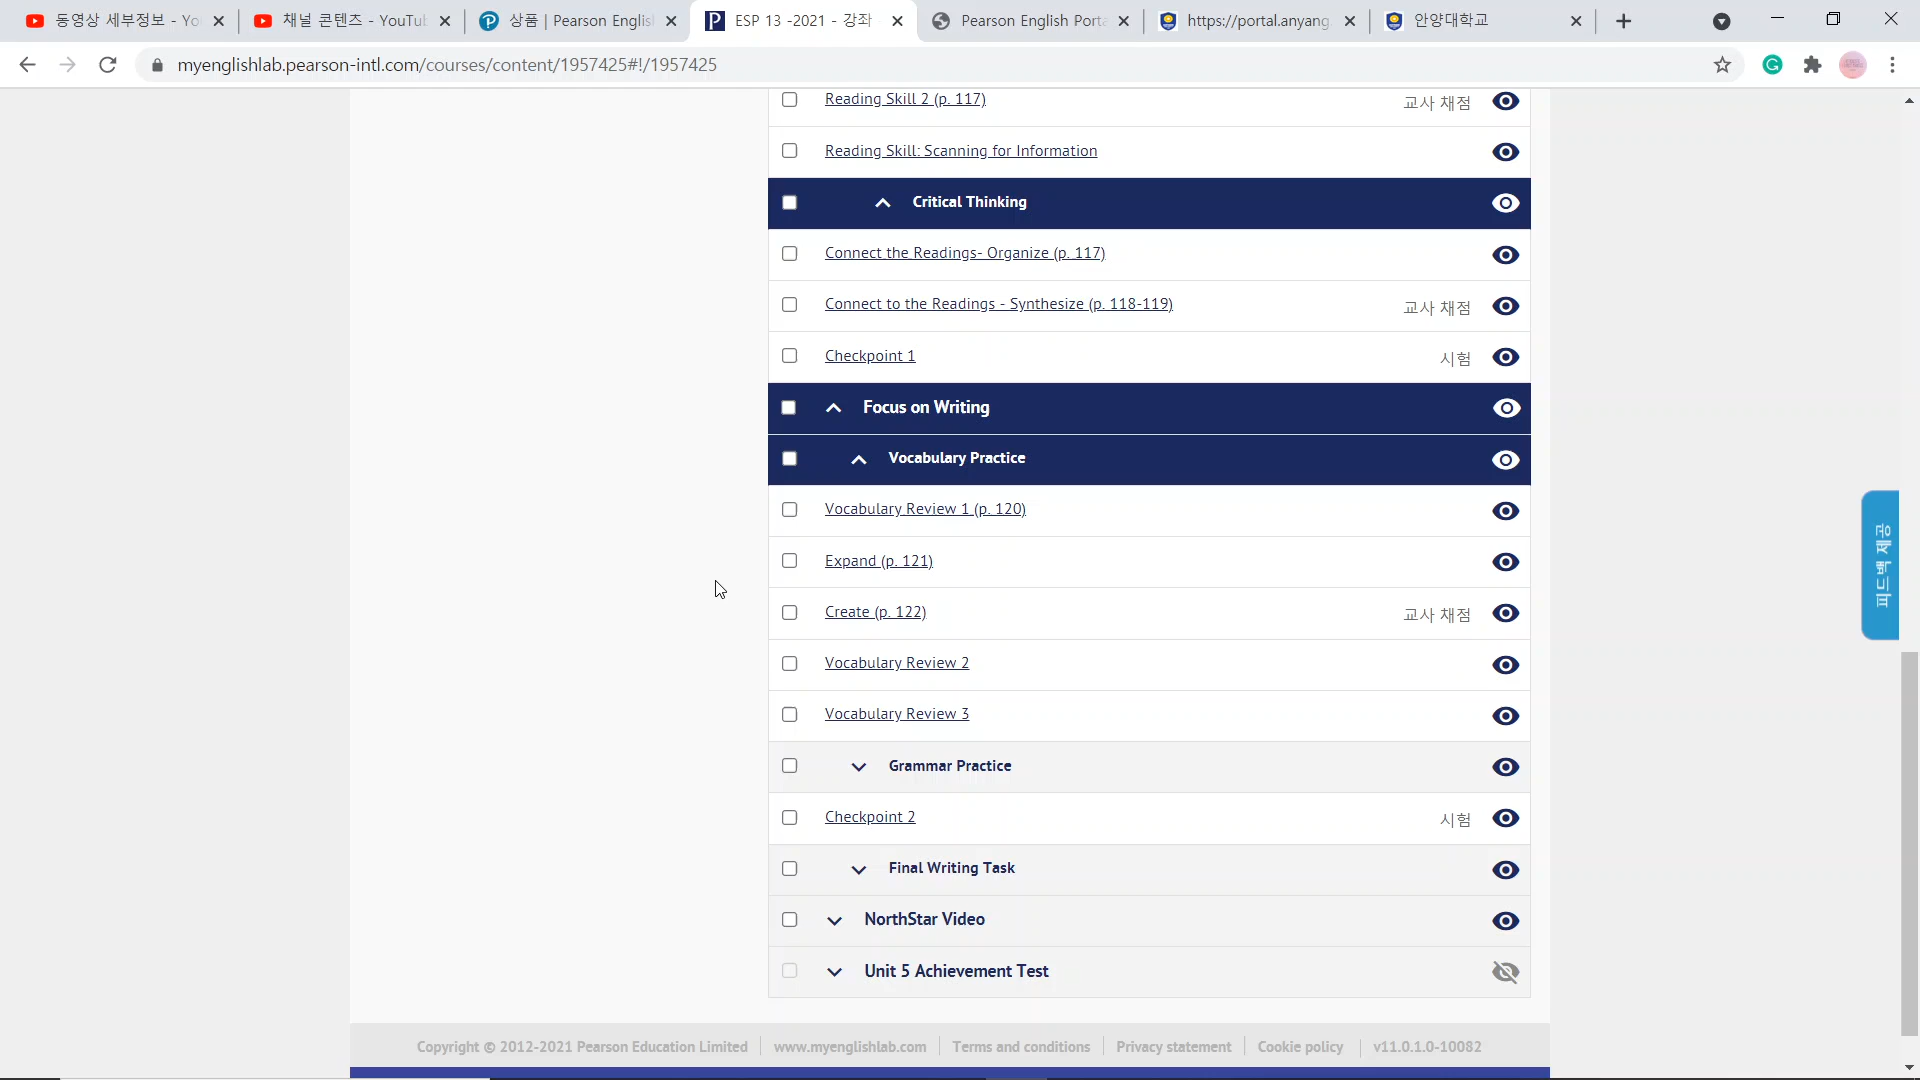 동영상 세부정보 - Yo
채널 콘텐츠 - YouTub
상품 | Pearson English
ESP 13 -2021 - 강좌
Pearson English Porta
https://portal.anyang
안양대학교
myenglishlab.pearson-intl.com/courses/content/1957425#!/1957425
Reading Skill 2 (p. 117)
교사 채점
Reading Skill: Scanning for Information
Critical Thinking
Connect the Readings- Organize (p. 117)
Connect to the Readings - Synthesize (p. 118-119)
교사 채점
Checkpoint 1
시험
Focus on Writing
Vocabulary Practice
Vocabulary Review 1 (p. 120)
Expand (p. 121)
피드백 제공
Create (p. 122)
교사 채점
Vocabulary Review 2
Vocabulary Review 3
Grammar Practice
Checkpoint 2
시험
Final Writing Task
NorthStar Video
Unit 5 Achievement Test
Copyright © 2012-2021 Pearson Education Limited
www.myenglishlab.com
Terms and conditions
Privacy statement
Cookie policy
v11.0.1.0-10082